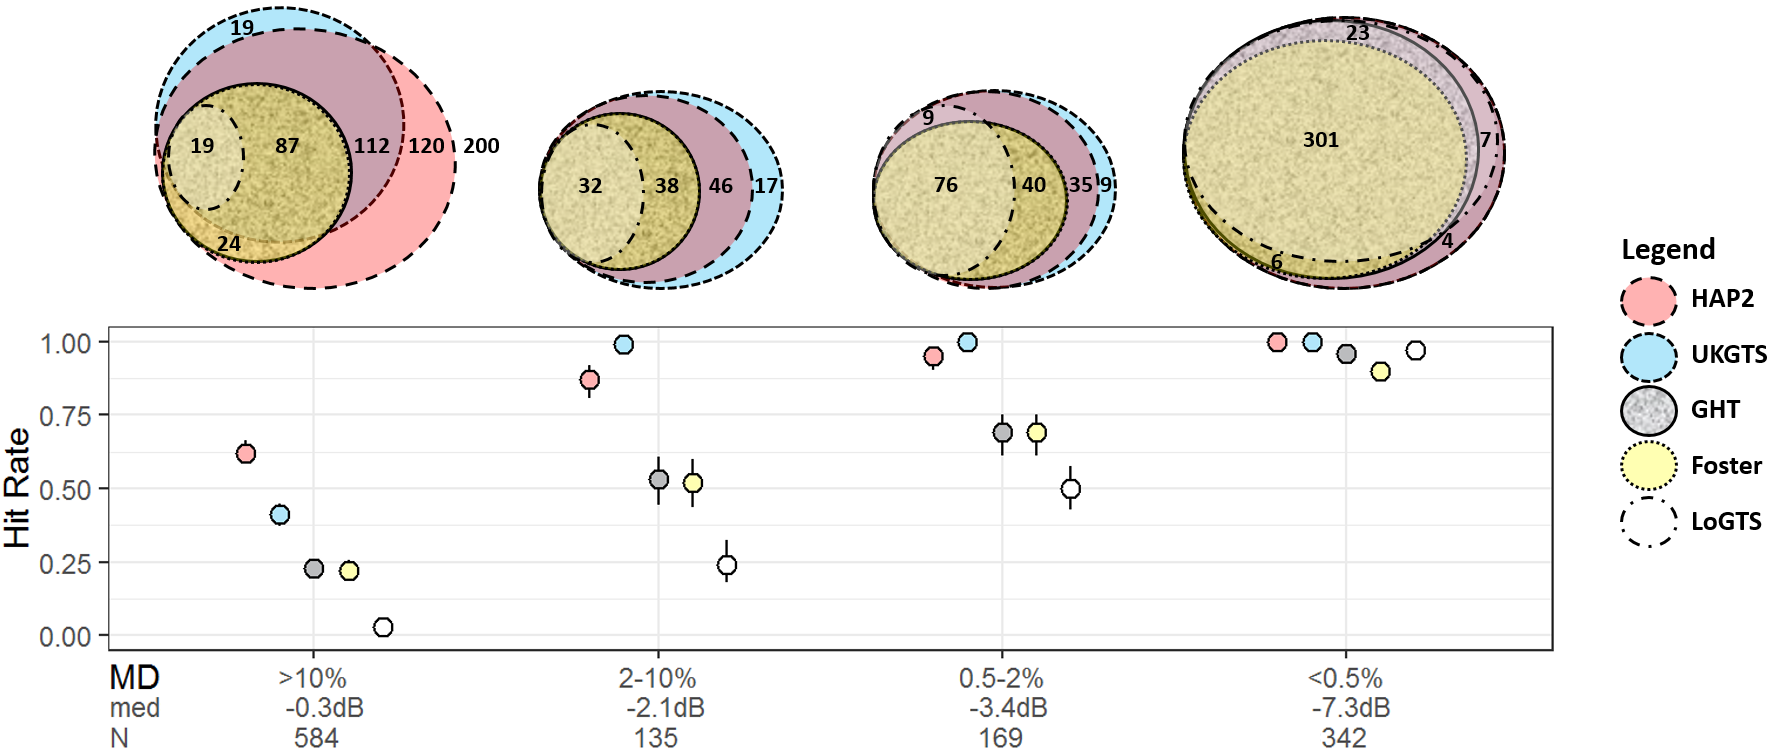 19
19 87 112 120 200
24
32 38 46 17
9
76 40 35 9
23
301 7
4
6
Legend
HAP2
UKGTS
GHT
Foster
LoGTS
Hit Rate
1.00
0.75
0.50
0.25
0.00
MD >10% 2-10% 0.5-2% <0.5%
med -0.3dB -2.1dB -3.4dB -7.3dB
N 584 135 169 342